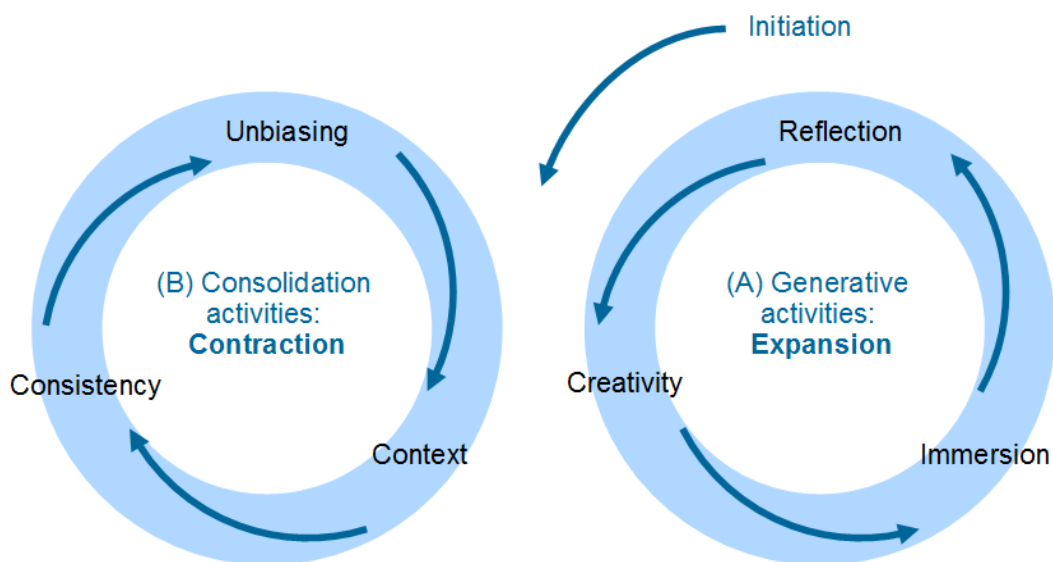 Initiation
Unbiasing
(B) Consolidation
activities:
Contraction
Consistency
Context
Reflection
(A) Generative
activities:
Expansion
Creativity
Immersion